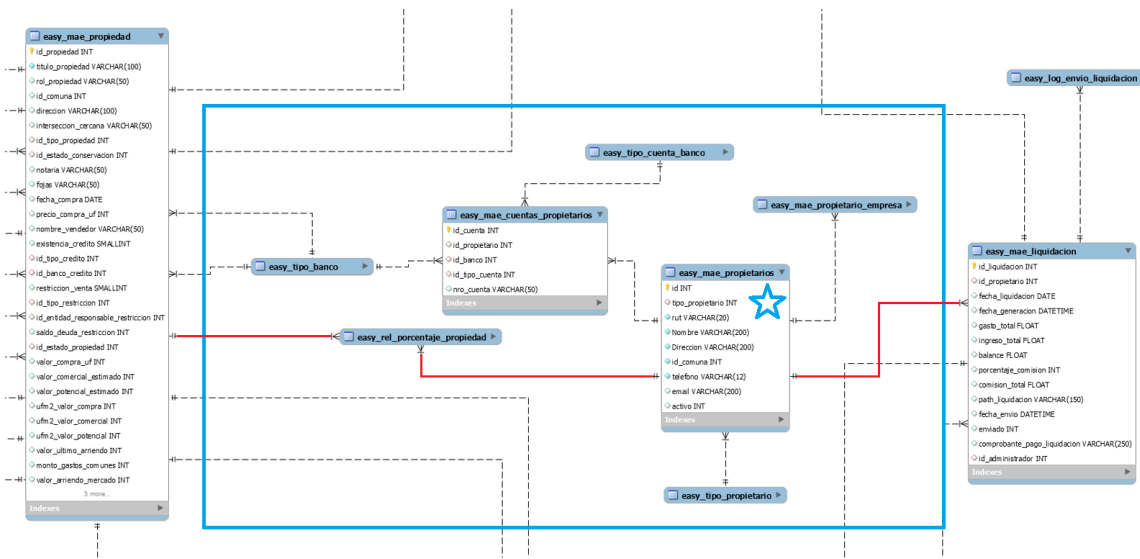 easy_mae_propiedad
id_propiedad INT
titulo_propiedad VARCHAR(100)
rol_propiedad VARCHAR(50)
id_comuna INT
direccion VARCHAR(100)
interseccion_cercana VARCHAR(50)
id_tipo_propiedad INT
id_estado_conservacion INT
notaria VARCHAR(50)
fojas VARCHAR(50)
fecha_compra DATE
precio_compra_uf INT
nombre_vendedor VARCHAR(50)
existencia_credito SMALLINT
id_tipo_credito INT
id_banco_credito INT
restriccion_venta SMALLINT
id_tipo_restriccion INT
id_entidad_responsable_restriccion INT
saldo_deuda_restriccion INT
id_estado_propiedad INT
valor_compra_uf INT
valor_comercial_estimado INT
valor_potencial_estimado INT
ufm2_valor_compra INT
ufm2_valor_comercial INT
ufm2_valor_potencial INT
valor_ultimo_arriendo INT
monto_gastos_comunes INT
valor_arriendo_mercado INT
3 more...
Indexes
easy_tipo_banco
easy_rel_porcentaje_propiedad
easy_tipo_cuenta_banco
easy_mae_cuentas_propietarios
id_cuenta INT
id_propietario INT
id_banco INT
id_tipo_cuenta INT
nro_cuenta VARCHAR(50)
Indexes
easy_mae_propietario_empresa
easy_mae_propietarios
id INT
tipo_propietario INT
rut VARCHAR(20)
Nombre VARCHAR(200)
Direccion VARCHAR(200)
id_comuna INT
telefono VARCHAR(12)
email VARCHAR(200)
activo INT
Indexes
easy_tipo_propietario
easy_log_envio_liquidacion
easy_mae_liquidacion
id_liquidacion INT
id_propietario INT
fecha_liquidacion DATE
fecha_generacion DATETIME
gasto_total FLOAT
ingreso_total FLOAT
balance FLOAT
porcentaje_comision INT
comision_total FLOAT
path_liquidacion VARCHAR(150)
fecha_envio DATETIME
enviado INT
comprobante_pago_liquidacion VARCHAR(250)
id_administrador INT
Indexes